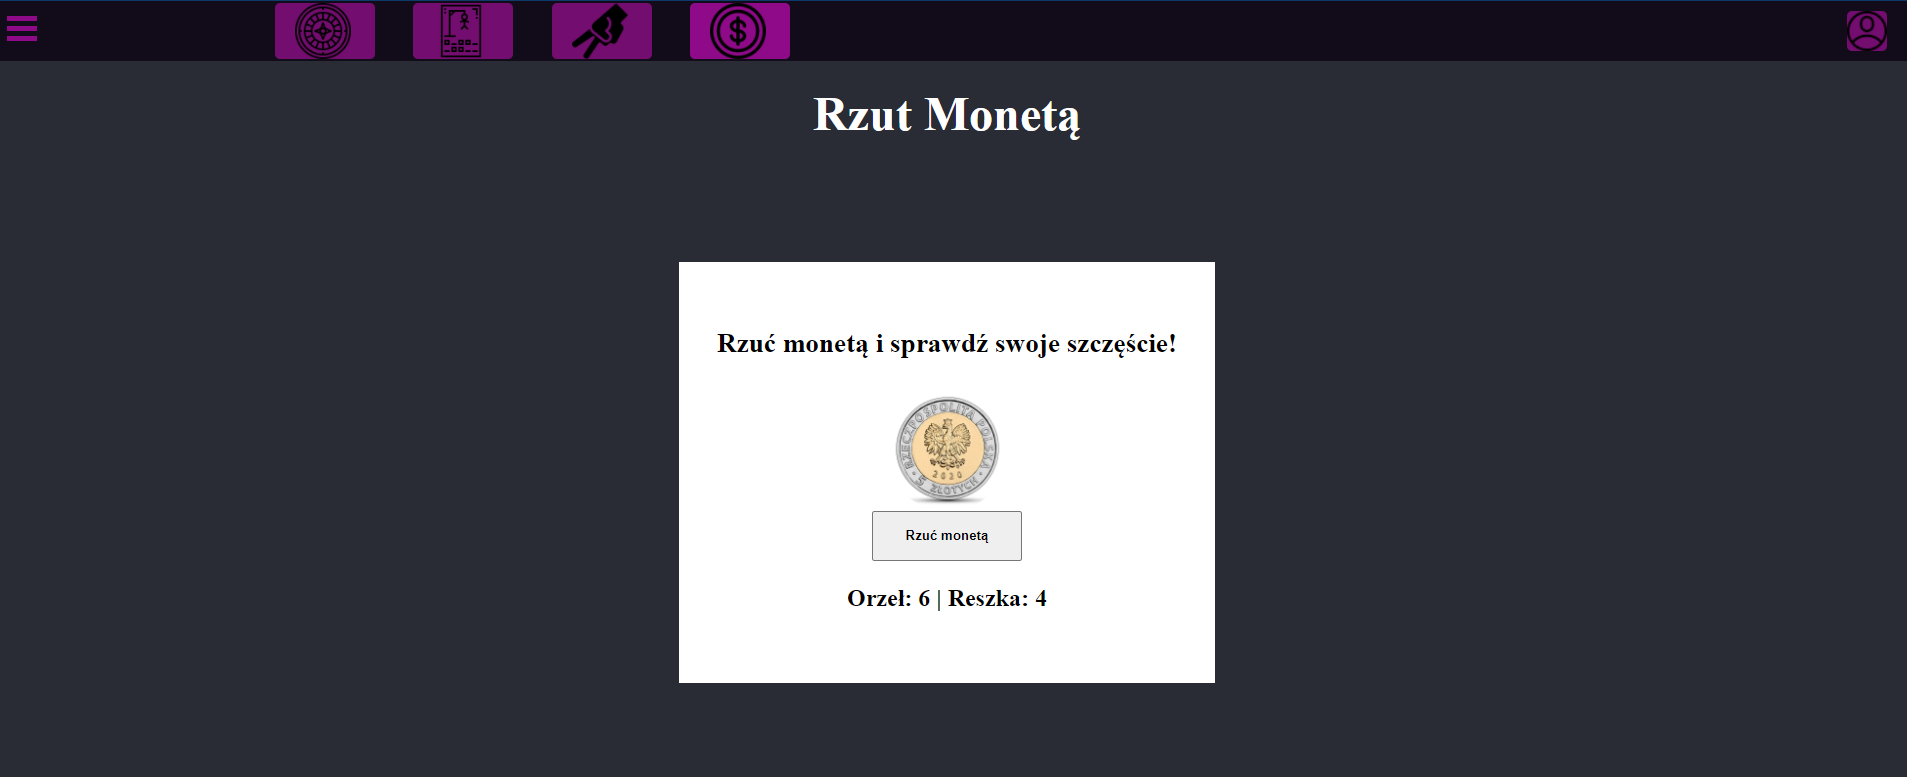 Rzut Monetą
Rzuć monetą i sprawdź swoje szczęście!
RZECZPOSPOLITA POLSKA
2020
5 ZŁOTYCH
Rzuć monetą
Orzeł: 6 | Reszka: 4